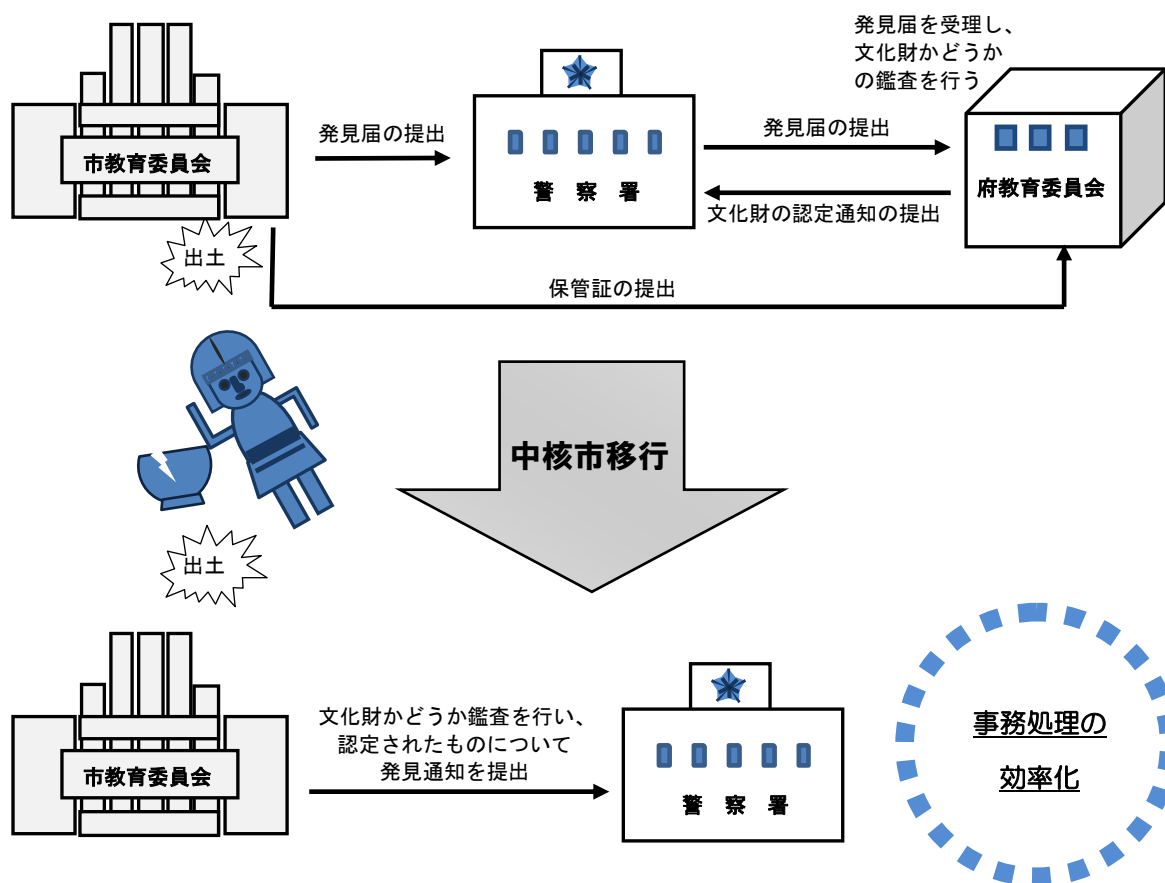 発見届を受理し、
文化財かどうか
の鑑査を行う
発見届の提出
発見届の提出
市教育委員会
警察署
府教育委員会
文化財の認定通知の提出
出土
保管証の提出
中核市移行
出土
文化財かどうか鑑査を行い、
認定されたものについて
発見通知を提出
市教育委員会
警察署
事務処理の
効率化